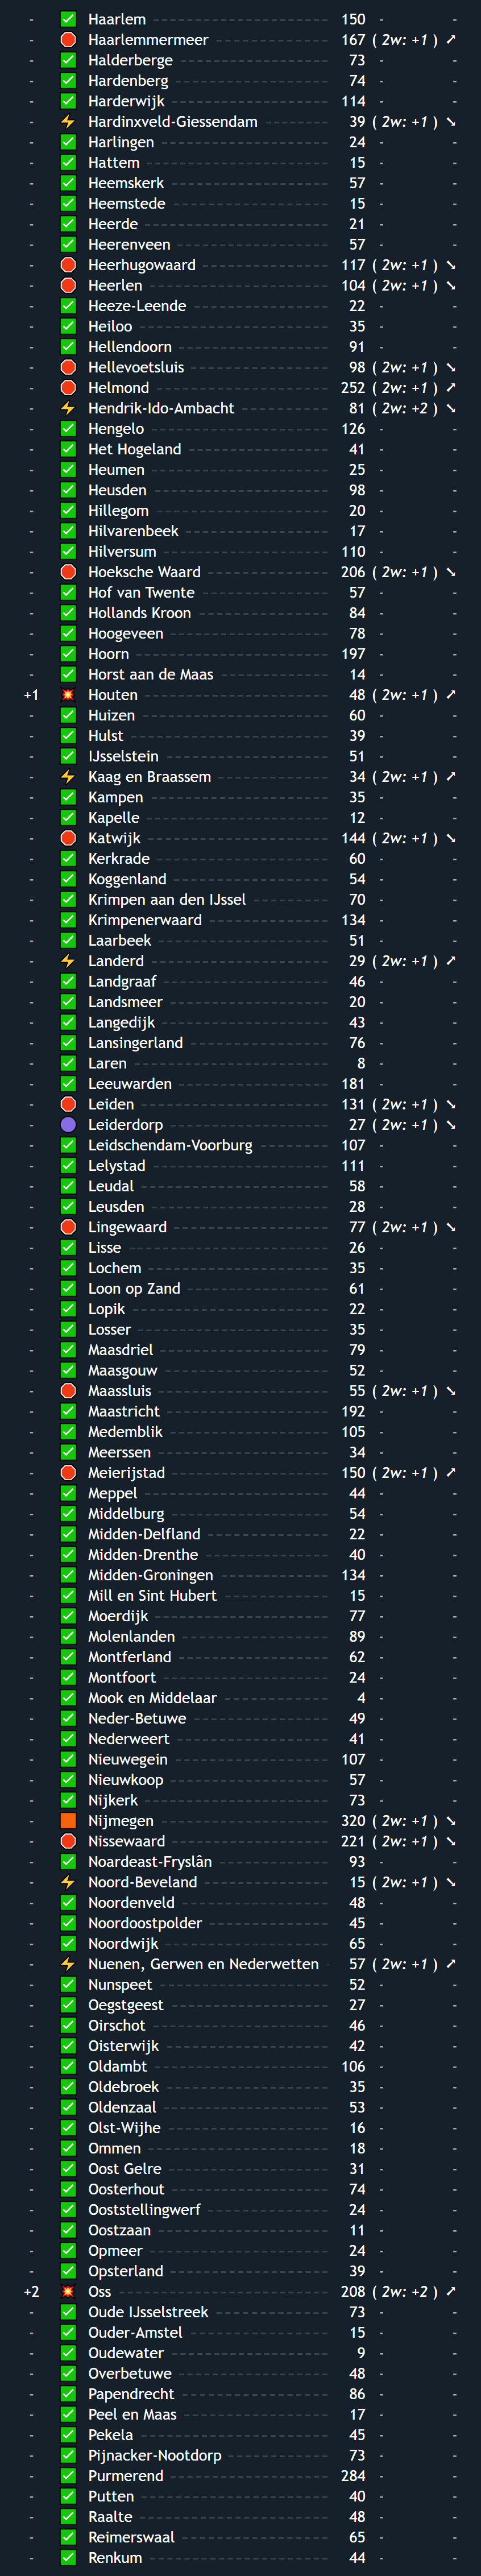 - ✅ Haarlem 150 - -
- 🛑 Haarlemmermeer 167 ( 2w: +1 ) ➚
- ✅ Halderberge 73 - -
- ✅ Hardenberg 74 - -
- ✅ Harderwijk 114 - -
- ⚡ Hardinxveld-Giessendam 39 ( 2w: +1 ) ➘
- ✅ Harlingen 24 - -
- ✅ Hattem 15 - -
- ✅ Heemskerk 57 - -
- ✅ Heemstede 15 - -
- ✅ Heerde 21 - -
- ✅ Heerenveen 57 - -
- 🛑 Heerhugowaard 117 ( 2w: +1 ) ➘
- 🛑 Heerlen 104 ( 2w: +1 ) ➘
- ✅ Heeze-Leende 22 - -
- ✅ Heiloo 35 - -
- ✅ Hellendoorn 91 - -
- 🛑 Hellevoetsluis 98 ( 2w: +1 ) ➘
- 🛑 Helmond 252 ( 2w: +1 ) ➚
- ⚡ Hendrik-Ido-Ambacht 81 ( 2w: +2 ) ➘
- ✅ Hengelo 126 - -
- ✅ Het Hogeland 41 - -
- ✅ Heumen 25 - -
- ✅ Heusden 98 - -
- ✅ Hillegom 20 - -
- ✅ Hilvarenbeek 17 - -
- ✅ Hilversum 110 - -
- 🛑 Hoeksche Waard 206 ( 2w: +1 ) ➘
- ✅ Hof van Twente 57 - -
- ✅ Hollands Kroon 84 - -
- ✅ Hoogeveen 78 - -
- ✅ Hoorn 197 - -
- ✅ Horst aan de Maas 14 - -
+1 💥 Houten 48 ( 2w: +1 ) ➚
- ✅ Huizen 60 - -
- ✅ Hulst 39 - -
- ✅ IJsselstein 51 - -
- ⚡ Kaag en Braassem 34 ( 2w: +1 ) ➚
- ✅ Kampen 35 - -
- ✅ Kapelle 12 - -
- 🛑 Katwijk 144 ( 2w: +1 ) ➘
- ✅ Kerkrade 60 - -
- ✅ Koggenland 54 - -
- ✅ Krimpen aan den IJssel 70 - -
- ✅ Krimpenerwaard 134 - -
- ✅ Laarbeek 51 - -
- ⚡ Landerd 29 ( 2w: +1 ) ➚
- ✅ Landgraaf 46 - -
- ✅ Landsmeer 20 - -
- ✅ Langedijk 43 - -
- ✅ Lansingerland 76 - -
- ✅ Laren 8 - -
- ✅ Leeuwarden 181 - -
- 🛑 Leiden 131 ( 2w: +1 ) ➘
- 🟣 Leiderdorp 27 ( 2w: +1 ) ➘
- ✅ Leidschendam-Voorburg 107 - -
- ✅ Lelystad 111 - -
- ✅ Leudal 58 - -
- ✅ Leusden 28 - -
- 🛑 Lingewaard 77 ( 2w: +1 ) ➘
- ✅ Lisse 26 - -
- ✅ Lochem 35 - -
- ✅ Loon op Zand 61 - -
- ✅ Lopik 22 - -
- ✅ Losser 35 - -
- ✅ Maasdriel 79 - -
- ✅ Maasgouw 52 - -
- 🛑 Maassluis 55 ( 2w: +1 ) ➘
- ✅ Maastricht 192 - -
- ✅ Medemblik 105 - -
- ✅ Meerssen 34 - -
- 🛑 Meierijstad 150 ( 2w: +1 ) ➚
- ✅ Meppel 44 - -
- ✅ Middelburg 54 - -
- ✅ Midden-Delfland 22 - -
- ✅ Midden-Drenthe 40 - -
- ✅ Midden-Groningen 134 - -
- ✅ Mill en Sint Hubert 15 - -
- ✅ Moerdijk 77 - -
- ✅ Molenlanden 89 - -
- ✅ Montferland 62 - -
- ✅ Montfoort 24 - -
- ✅ Mook en Middelaar 4 - -
- ✅ Neder-Betuwe 49 - -
- ✅ Nederweert 41 - -
- ✅ Nieuwegein 107 - -
- ✅ Nieuwkoop 57 - -
- ✅ Nijkerk 73 - -
- 🟧 Nijmegen 320 ( 2w: +1 ) ➘
- 🛑 Nissewaard 221 ( 2w: +1 ) ➘
- ✅ Noardeast-Fryslân 93 - -
- ⚡ Noord-Beveland 15 ( 2w: +1 ) ➘
- ✅ Noordenveld 48 - -
- ✅ Noordoostpolder 45 - -
- ✅ Noordwijk 65 - -
- ⚡ Nuenen, Gerwen en Nederwetten 57 ( 2w: +1 ) ➚
- ✅ Nunspeet 52 - -
- ✅ Oegstgeest 27 - -
- ✅ Oirschot 46 - -
- ✅ Oisterwijk 42 - -
- ✅ Oldambt 106 - -
- ✅ Oldebroek 35 - -
- ✅ Oldenzaal 53 - -
- ✅ Olst-Wijhe 16 - -
- ✅ Ommen 18 - -
- ✅ Oost Gelre 31 - -
- ✅ Oosterhout 74 - -
- ✅ Ooststellingwerf 24 - -
- ✅ Oostzaan 11 - -
- ✅ Opmeer 24 - -
- ✅ Opsterland 39 - -
+2 💥 Oss 208 ( 2w: +2 ) ➚
- ✅ Oude IJsselstreek 73 - -
- ✅ Ouder-Amstel 15 - -
- ✅ Oudewater 9 - -
- ✅ Overbetuwe 48 - -
- ✅ Papendrecht 86 - -
- ✅ Peel en Maas 17 - -
- ✅ Pekela 45 - -
- ✅ Pijnacker-Nootdorp 73 - -
- ✅ Purmerend 284 - -
- ✅ Putten 40 - -
- ✅ Raalte 48 - -
- ✅ Reimerswaal 65 - -
- ✅ Renkum 44 - -